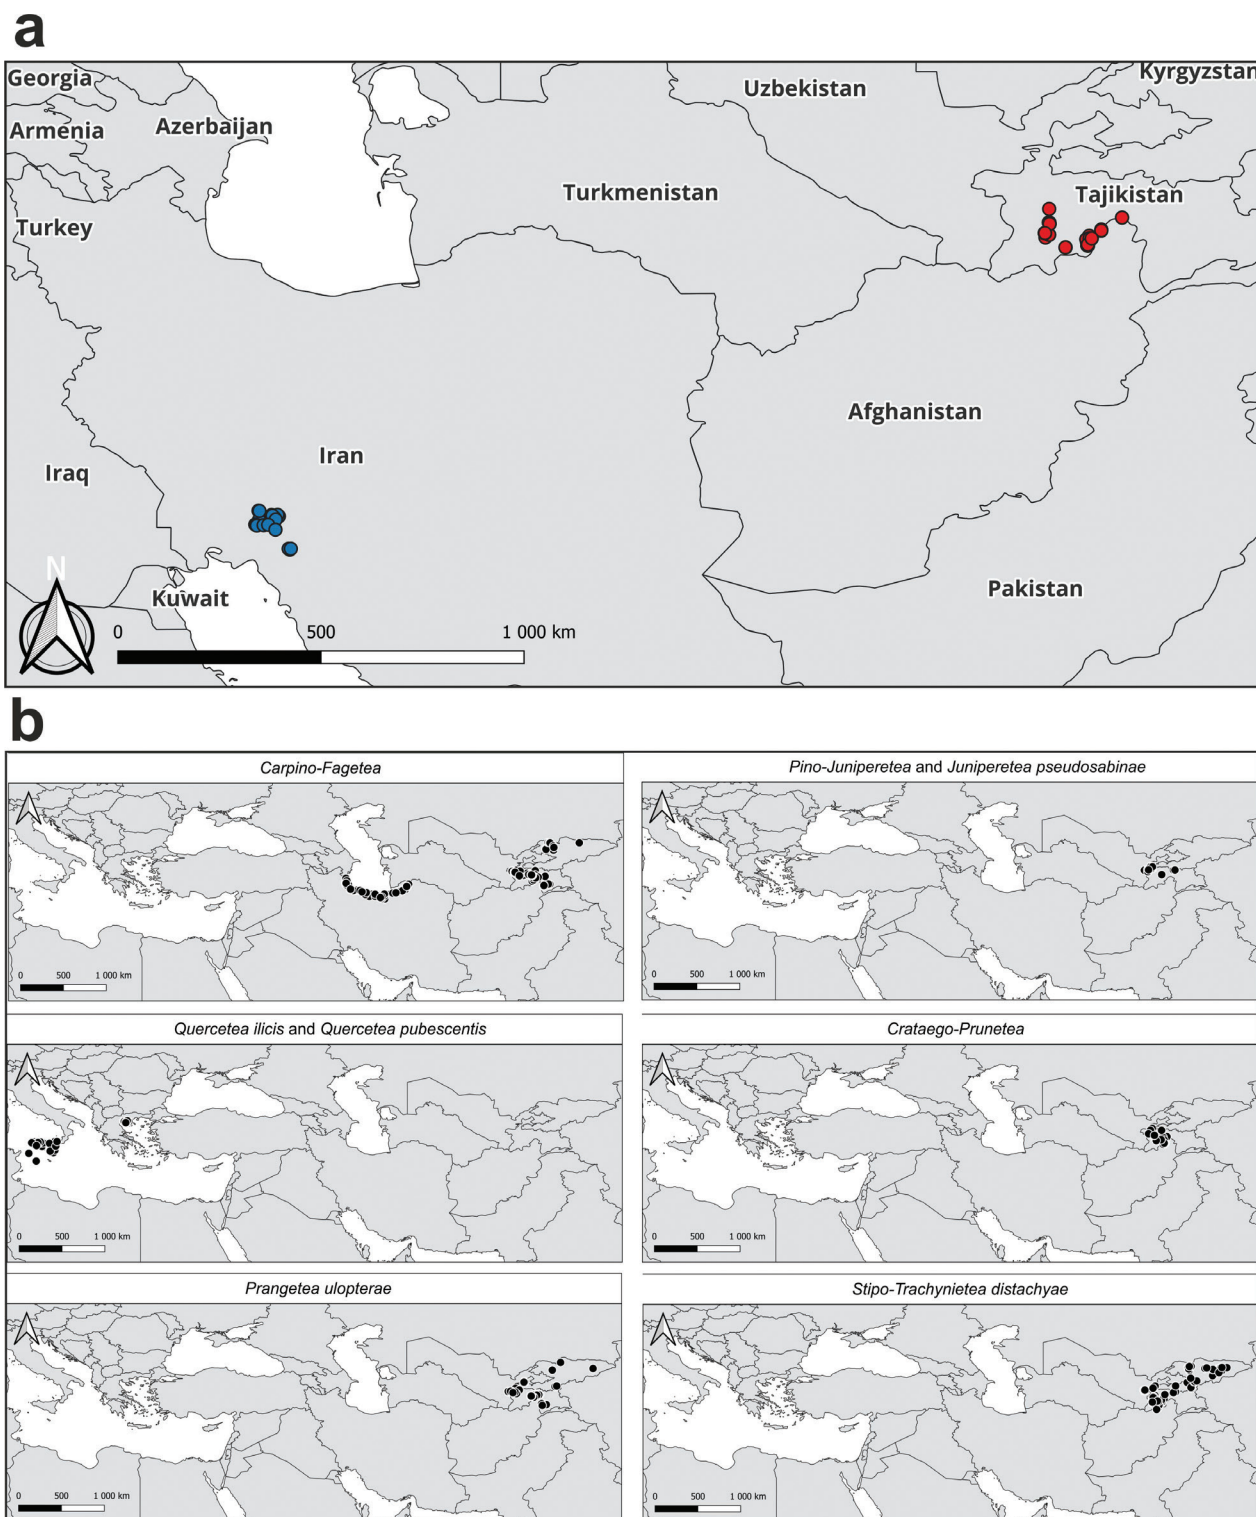 a
Georgia
Kyrgyzstan
Uzbekistan
Armenia
Azerbaijan
Turkmenistan
Tajikistan
Turkey
Afghanistan
Iran
Iraq
N
Pakistan
Kuwait
0 500 1 000 km
b
Carpino-Fagetea
0 500 1 000 km
Pino-Juniperetea and Juniperetea pseudosabinae
0 500 1 000 km
Quercetea ilicis and Quercetea pubescentis
0 500 1 000 km
Crataego-Prunetea
0 500 1 000 km
Prangetea ulopterae
0 500 1 000 km
Stipo-Trachynietea distachyae
0 500 1 000 km